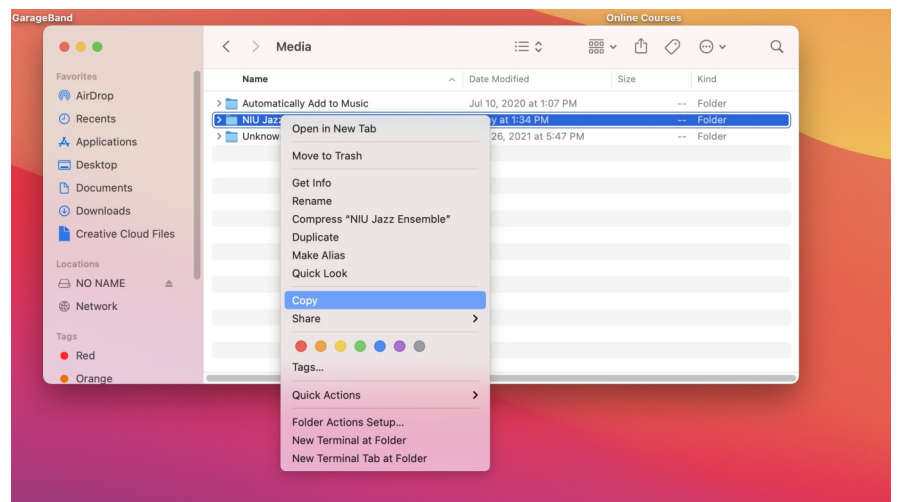 GarageBand
Online Courses
Media
Favorites
AirDrop
Recents
Applications
Desktop
Documents
Downloads
Creative Cloud Files
Locations
NO NAME
Network
Tags
Red
Orange
Name Date Modified Size Kind
Automatically Add to Music Jul 10, 2020 at 1:07 PM -- Folder
NIU Jaz y at 1:34 PM -- Folder
Unknow 26, 2021 at 5:47 PM -- Folder
Open in New Tab
Move to Trash
Get Info
Rename
Compress “NIU Jazz Ensemble”
Duplicate
Make Alias
Quick Look
Copy
Share
Tags...
Quick Actions
Folder Actions Setup...
New Terminal at Folder
New Terminal Tab at Folder